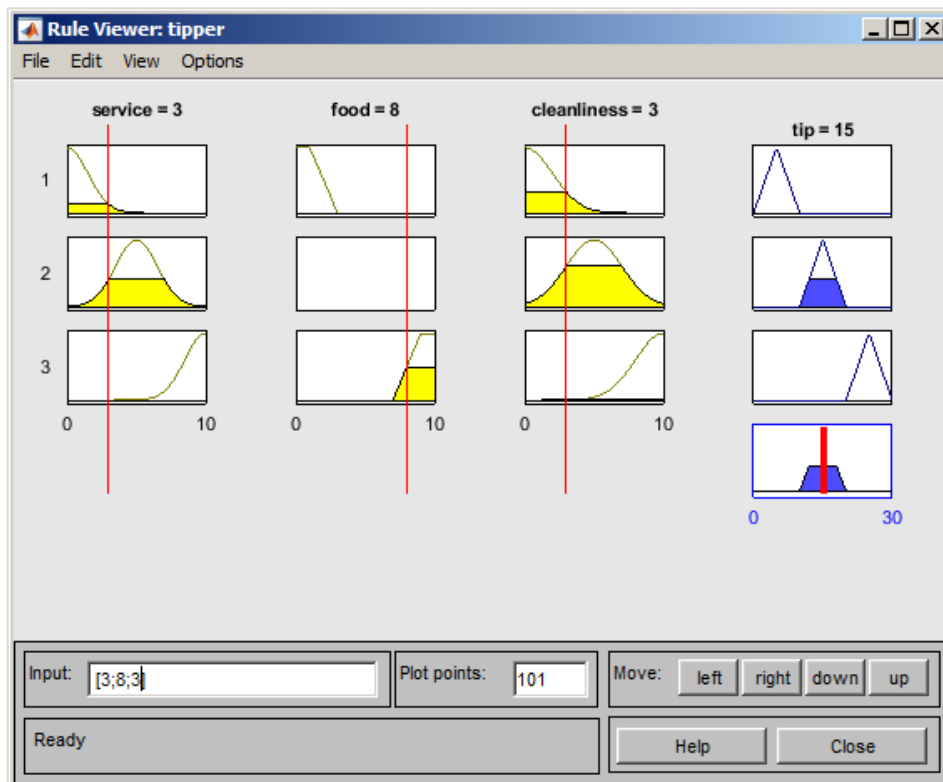 Rule Viewer: tipper
File Edit View Options
service = 3 food = 8 cleanliness = 3
tip = 15
1
2
3
0 10 0 10 0 10
0 30
Input: [3;8;3] Plot points: 101 Move: left right down up
Ready Help Close